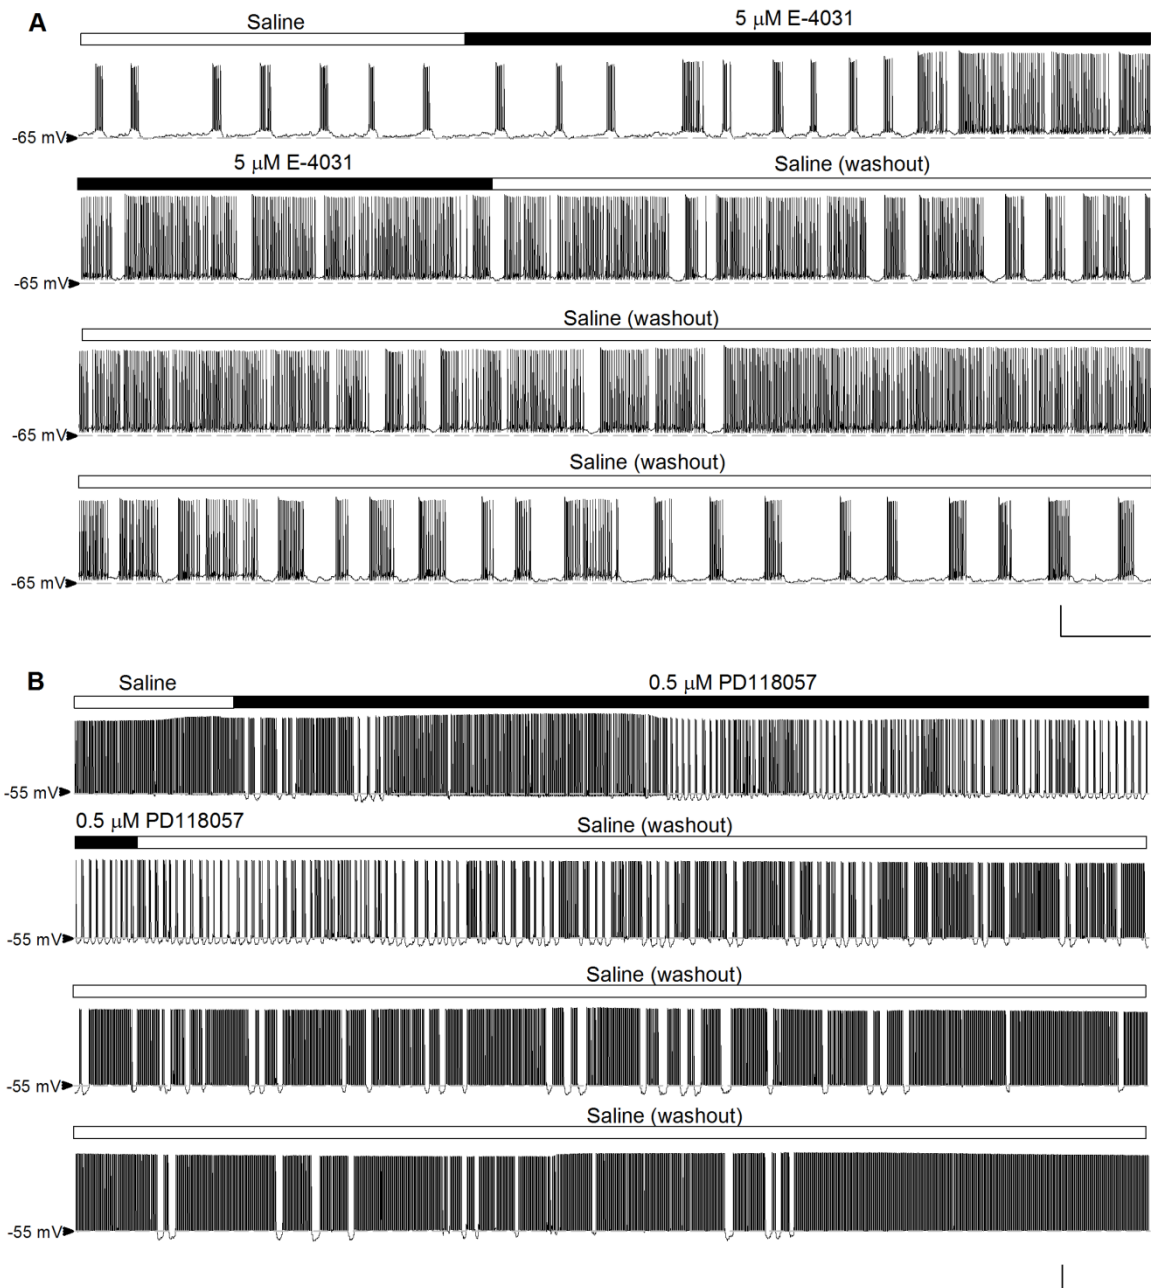 A
Saline
5 μM E-4031
-65 mV
5 μM E-4031
Saline (washout)
-65 mV
Saline (washout)
-65 mV
Saline (washout)
-65 mV
B
Saline
0.5 μM PD118057
-55 mV
0.5 μM PD118057
Saline (washout)
-55 mV
Saline (washout)
-55 mV
Saline (washout)
-55 mV